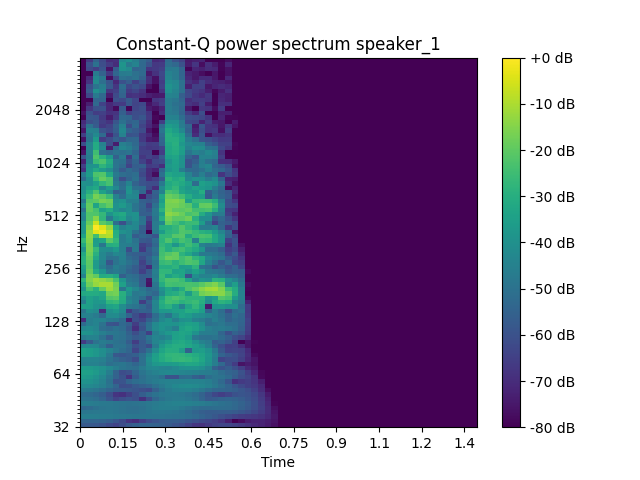 Constant-Q power spectrum speaker_1
Hz
2048
1024
512
256
128
64
32
0 0.15 0.3 0.45 0.6 0.75 0.9 1.1 1.2 1.4
Time
+0 dB
-10 dB
-20 dB
-30 dB
-40 dB
-50 dB
-60 dB
-70 dB
-80 dB